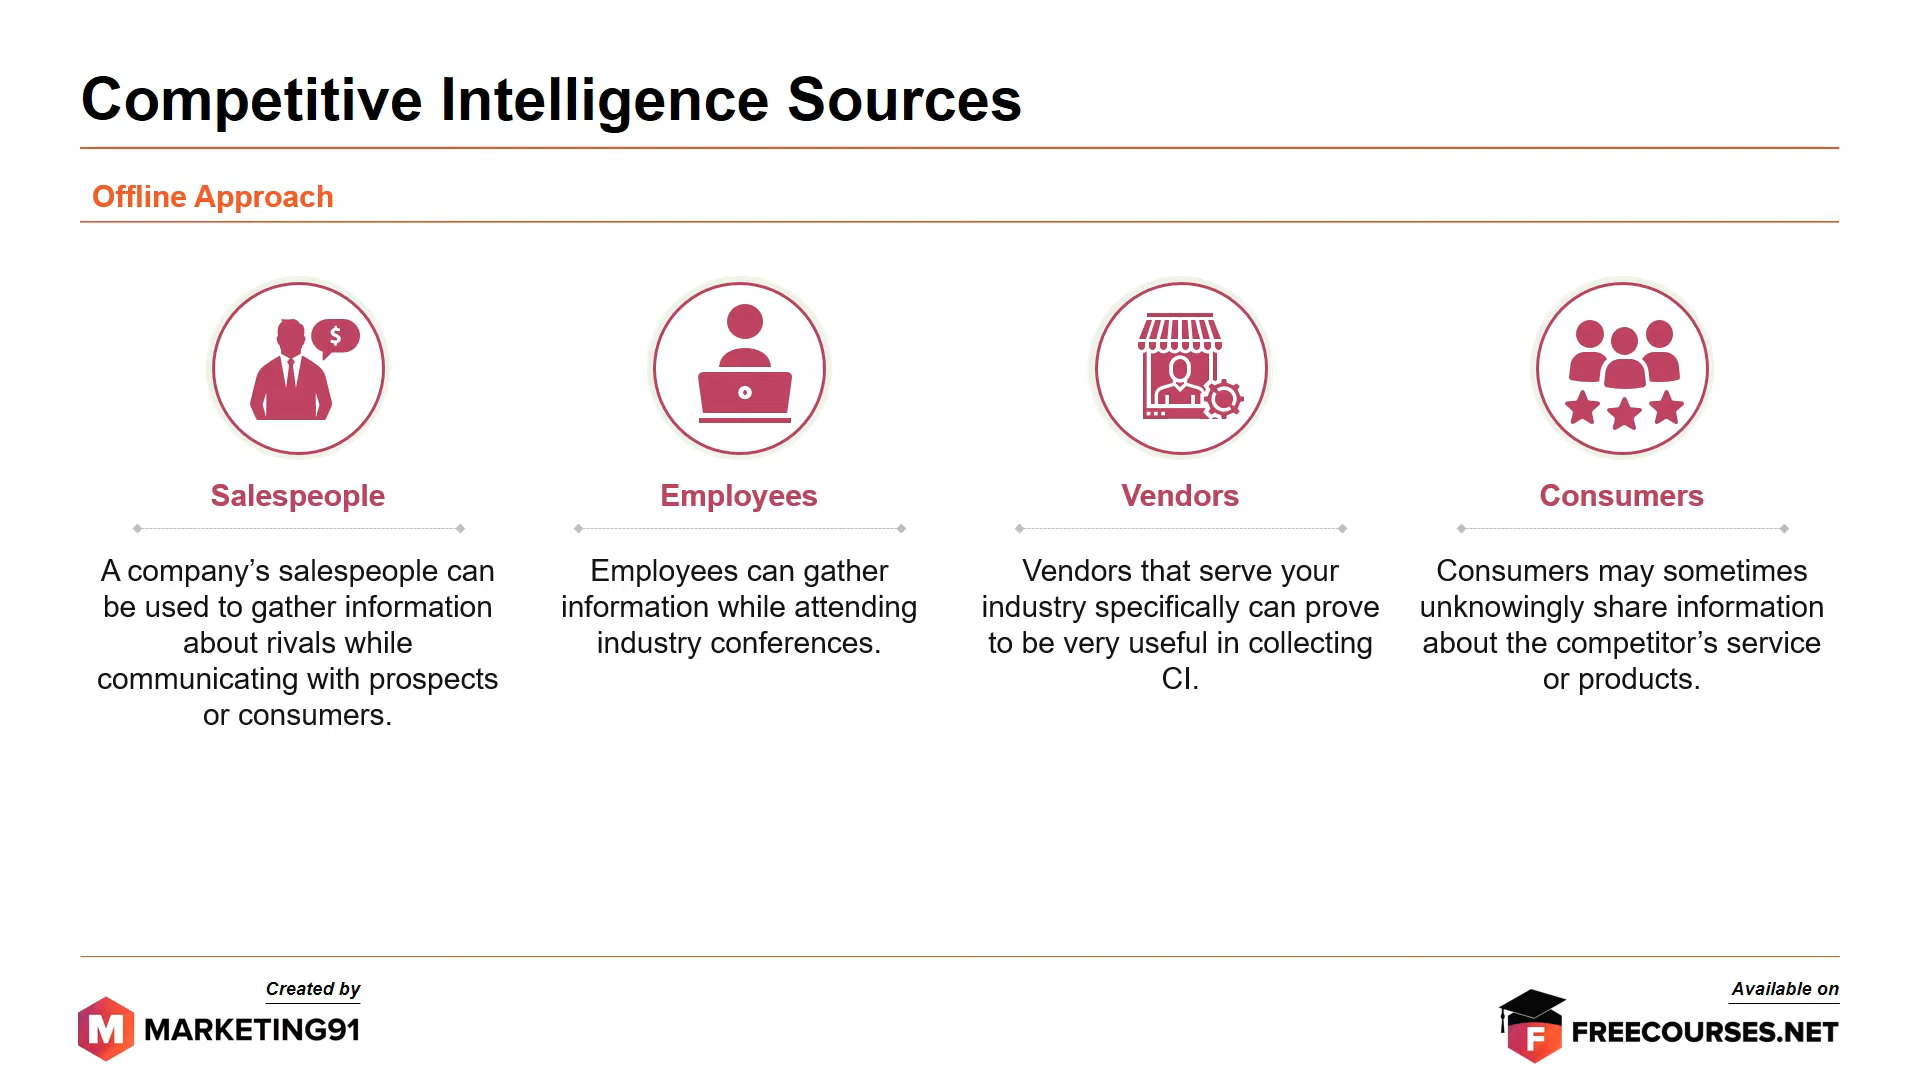 Competitive Intelligence Sources
Offline Approach
$
Salespeople
A company’s salespeople can
be used to gather information
about rivals while
communicating with prospects
or consumers.
Employees
Employees can gather
information while attending
industry conferences.
Vendors
Vendors that serve your
industry specifically can prove
to be very useful in collecting
CI.
Consumers
Consumers may sometimes
unknowingly share information
about the competitor’s service
or products.
Created by
M MARKETING91
Available on
F FREECOURSES.NET